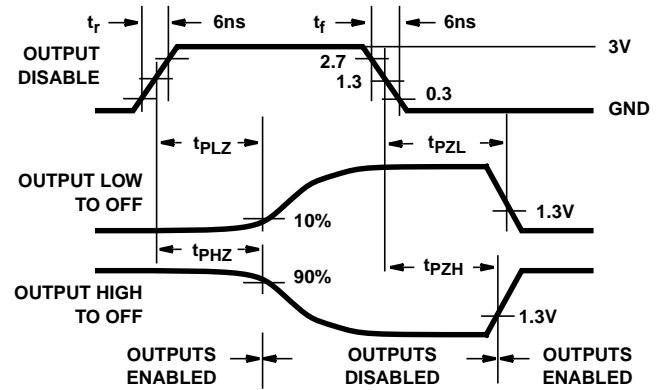 tr 6ns tf 6ns
OUTPUT
DISABLE
2.7
1.3
0.3
3V
GND
tPLZ tPZL
OUTPUT LOW
TO OFF
10%
1.3V
tPHZ tPZH
90%
OUTPUT HIGH
TO OFF
1.3V
OUTPUTS
ENABLED
OUTPUTS
DISABLED
OUTPUTS
ENABLED